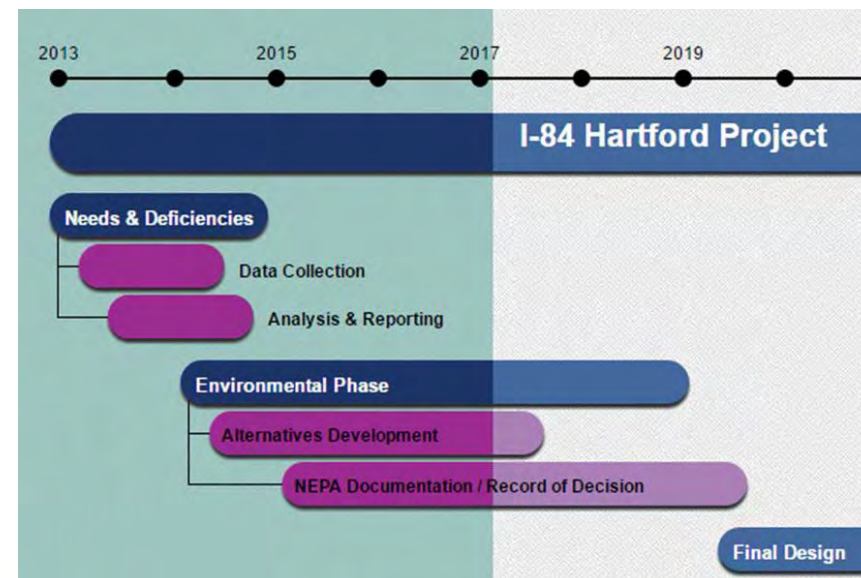 2013 2015 2017 2019
I-84 Hartford Project
Needs & Deficiencies
Data Collection
Analysis & Reporting
Environmental Phase
Alternatives Development
NEPA Documentation / Record of Decision
Final Design